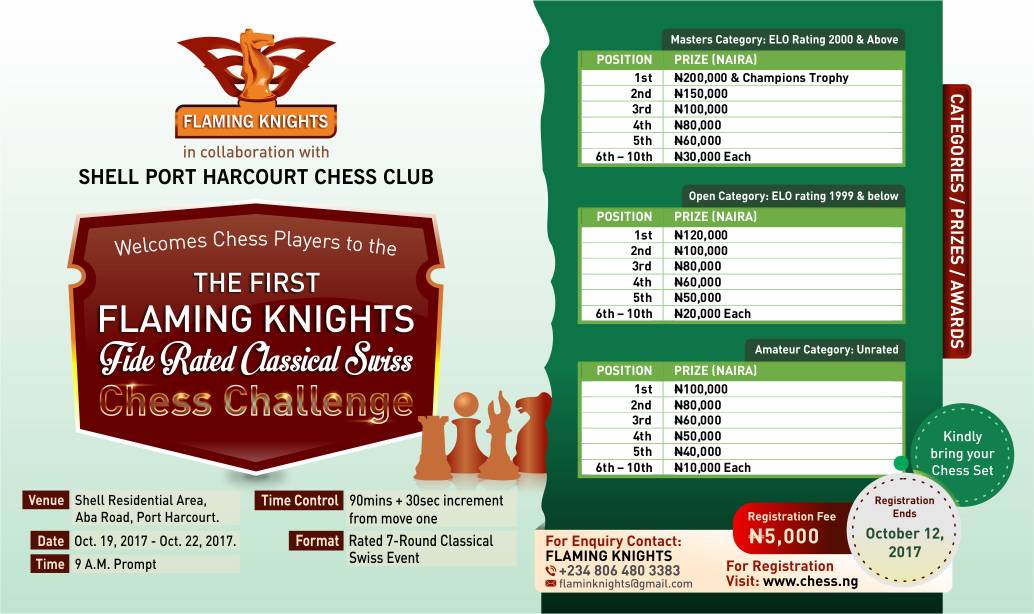 FLAMING KNIGHTS
in collaboration with
SHELL PORT HARCOURT CHESS CLUB
Welcomes Chess Players to the
THE FIRST
FLAMING KNIGHTS
Fide Rated Classical Swiss
Chess Challenge
Venue Shell Residential Area,
Aba Road, Port Harcourt.
Date Oct. 19, 2017 - Oct. 22, 2017.
Time 9 A.M. Prompt
Time Control 90mins + 30sec increment
from move one
Format Rated 7-Round Classical
Swiss Event
Masters Category: ELO Rating 2000 & Above
POSITION PRIZE (NAIRA)
1st ₦200,000 & Champions Trophy
2nd ₦150,000
3rd ₦100,000
4th ₦80,000
5th ₦60,000
6th – 10th ₦30,000 Each
Open Category: ELO rating 1999 & below
POSITION PRIZE (NAIRA)
1st ₦120,000
2nd ₦100,000
3rd ₦80,000
4th ₦60,000
5th ₦50,000
6th – 10th ₦20,000 Each
Amateur Category: Unrated
POSITION PRIZE (NAIRA)
1st ₦100,000
2nd ₦80,000
3rd ₦60,000
4th ₦50,000
5th ₦40,000
6th – 10th ₦10,000 Each
CATEGORIES / PRIZES / AWARDS
Kindly
bring your
Chess Set
Registration
Ends
October 12,
2017
Registration Fee
₦5,000
For Registration
Visit: www.chess.ng
For Enquiry Contact:
FLAMING KNIGHTS
+234 806 480 3383
flaminknights@gmail.com